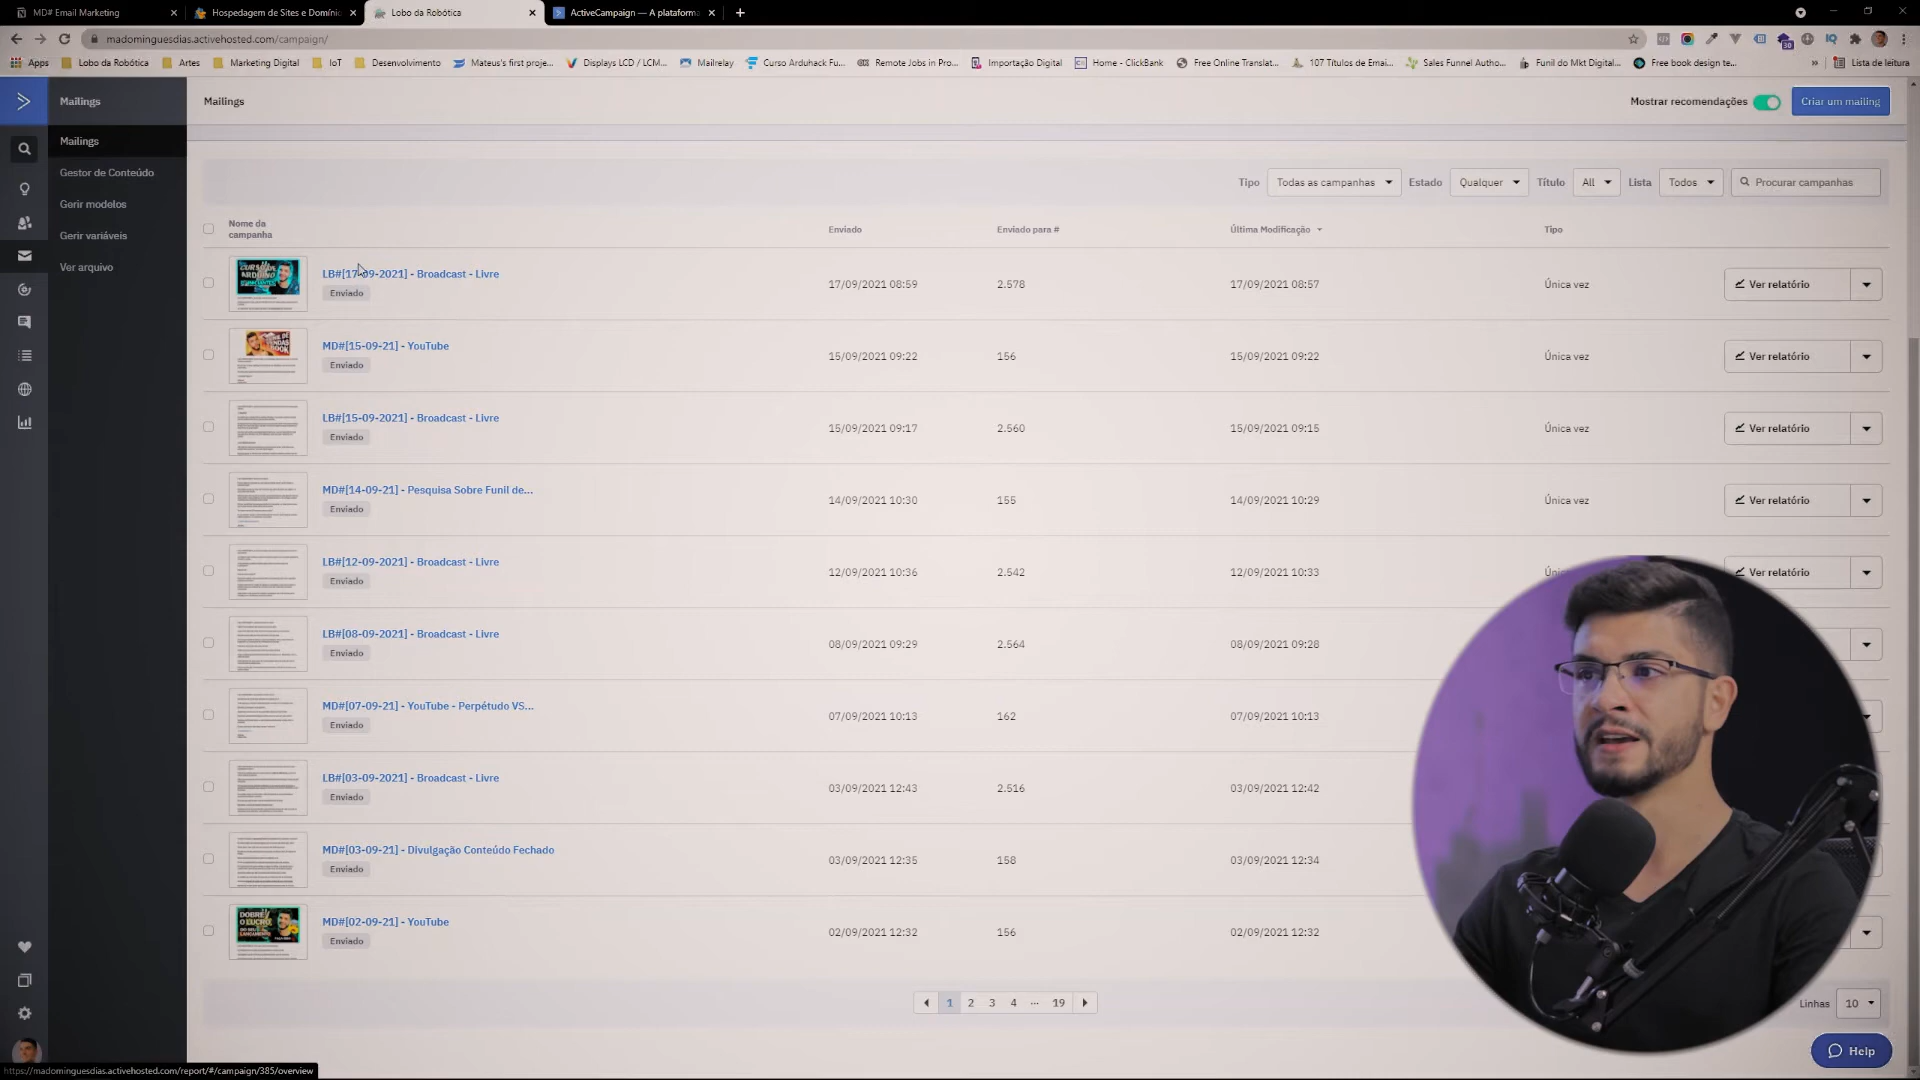 MD# Email Marketing
Hospedagem de Sites e Domínio
Lobo da Robótica
ActiveCampaign — A plataforma
madominguesdias.activehosted.com/campaign/
Apps
Lobo da Robótica
Artes
Marketing Digital
IoT
Desenvolvimento
Mateus's first proje...
Displays LCD / LCM...
Mailrelay
Curso Arduhack Fu...
Remote Jobs in Pro...
Importação Digital
Home - ClickBank
Free Online Translat...
107 Títulos de Emai...
Sales Funnel Autho...
Funil do Mkt Digital...
Free book design te...
»
Lista de leitura
30
Mailings
Mailings
Mostrar recomendações
Criar um mailing
Mailings
Gestor de Conteúdo
Gerir modelos
Gerir variáveis
Ver arquivo
Tipo
Todas as campanhas
Estado
Qualquer
Título
All
Lista
Todos
Procurar campanhas
Nome da
campanha
Enviado
Enviado para #
Última Modificação
Tipo
CURSO DE
ARDUINO
LB#[17-09-2021] - Broadcast - Livre
Enviado
17/09/2021 08:59
2.578
17/09/2021 08:57
Única vez
Ver relatório
MD#[15-09-21] - YouTube
Enviado
15/09/2021 09:22
156
15/09/2021 09:22
Única vez
Ver relatório
LB#[15-09-2021] - Broadcast - Livre
Enviado
15/09/2021 09:17
2.560
15/09/2021 09:15
Única vez
Ver relatório
MD#[14-09-21] - Pesquisa Sobre Funil de...
Enviado
14/09/2021 10:30
155
14/09/2021 10:29
Única vez
Ver relatório
LB#[12-09-2021] - Broadcast - Livre
Enviado
12/09/2021 10:36
2.542
12/09/2021 10:33
Ver relatório
LB#[08-09-2021] - Broadcast - Livre
Enviado
08/09/2021 09:29
2.564
08/09/2021 09:28
MD#[07-09-21] - YouTube - Perpétudo VS...
Enviado
07/09/2021 10:13
162
07/09/2021 10:13
LB#[03-09-2021] - Broadcast - Livre
Enviado
03/09/2021 12:43
2.516
03/09/2021 12:42
MD#[03-09-21] - Divulgação Conteúdo Fechado
Enviado
03/09/2021 12:35
158
03/09/2021 12:34
DOBRE
O LUCRO
MD#[02-09-21] - YouTube
Enviado
02/09/2021 12:32
156
02/09/2021 12:32
1 2 3 4 ... 19
Linhas
10
Help
https://madominguesdias.activehosted.com/report/#/campaign/385/overview